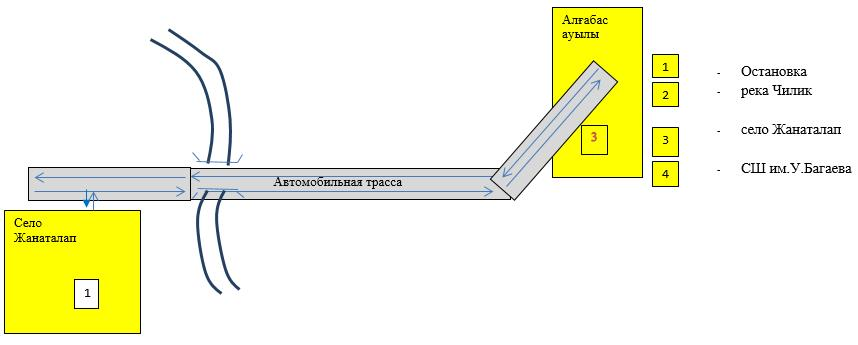 Алғабас
ауылы
1 - Остановка
2 - река Чилик
3
3 - село Жанаталап
4 - СШ им.У.Багаева
Автомобильная трасса
Село
Жанаталап
1